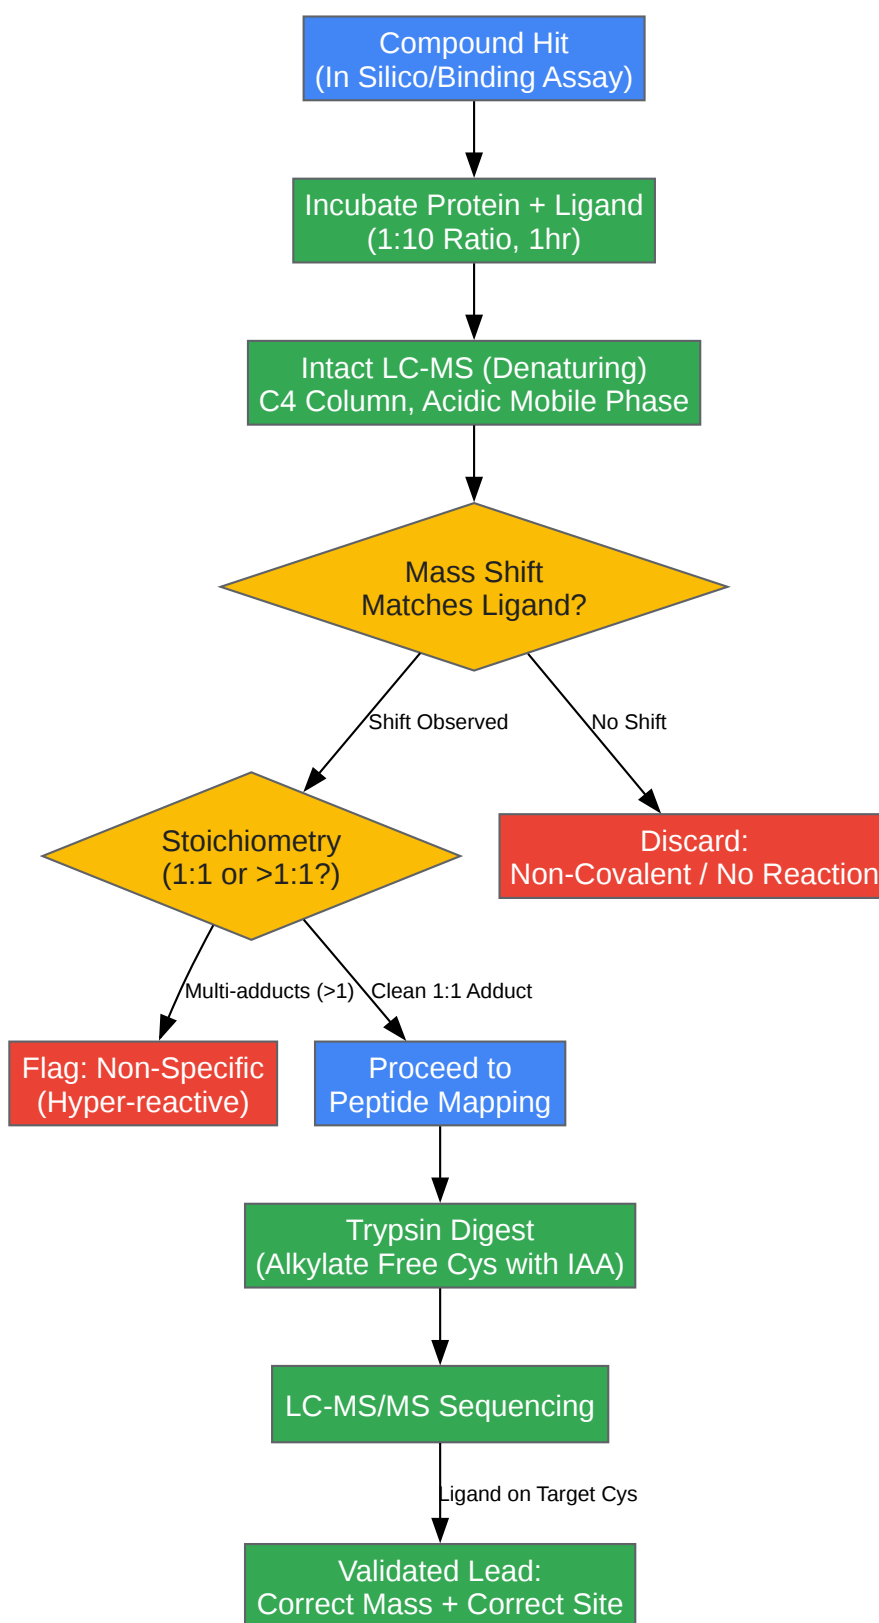 Compound Hit
(In Silico/Binding Assay)
Incubate Protein + Ligand
(1:10 Ratio, 1hr)
Intact LC-MS (Denaturing)
C4 Column, Acidic Mobile Phase
Mass Shift
Matches Ligand?
Shift Observed
No Shift
Stoichiometry
(1:1 or >1:1?)
Discard:
Non-Covalent / No Reaction
Multi-adducts (>1)
Clean 1:1 Adduct
Flag: Non-Specific
(Hyper-reactive)
Proceed to
Peptide Mapping
Trypsin Digest
(Alkylate Free Cys with IAA)
LC-MS/MS Sequencing
Ligand on Target Cys
Validated Lead:
Correct Mass + Correct Site